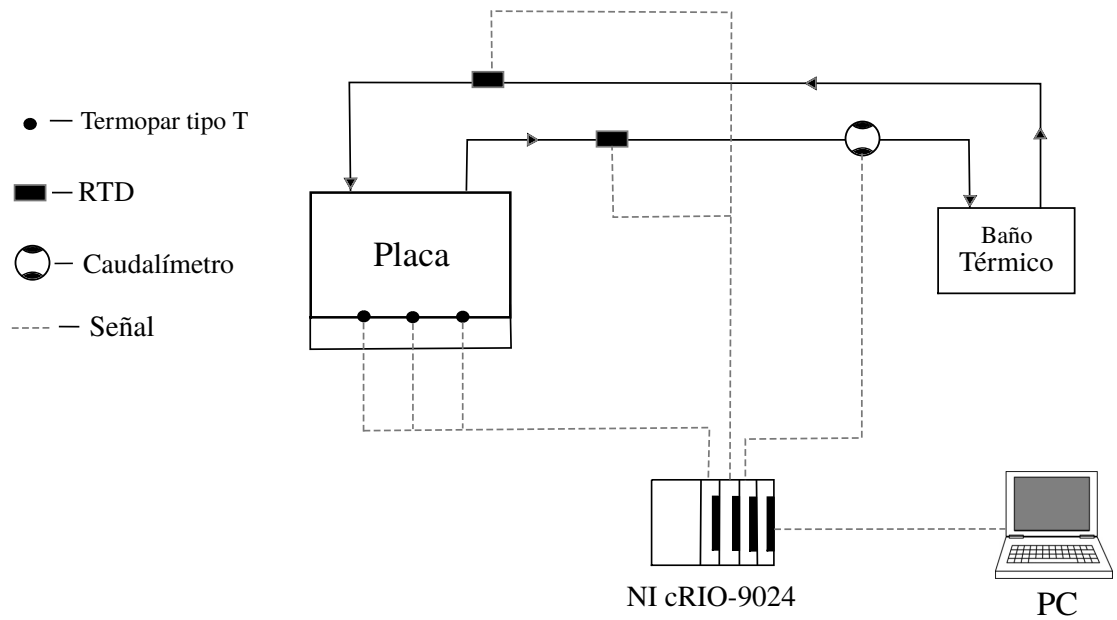 Termopar tipo T
RTD
Caudalímetro
Señal
Placa
Baño
Térmico
NI cRIO-9024
PC